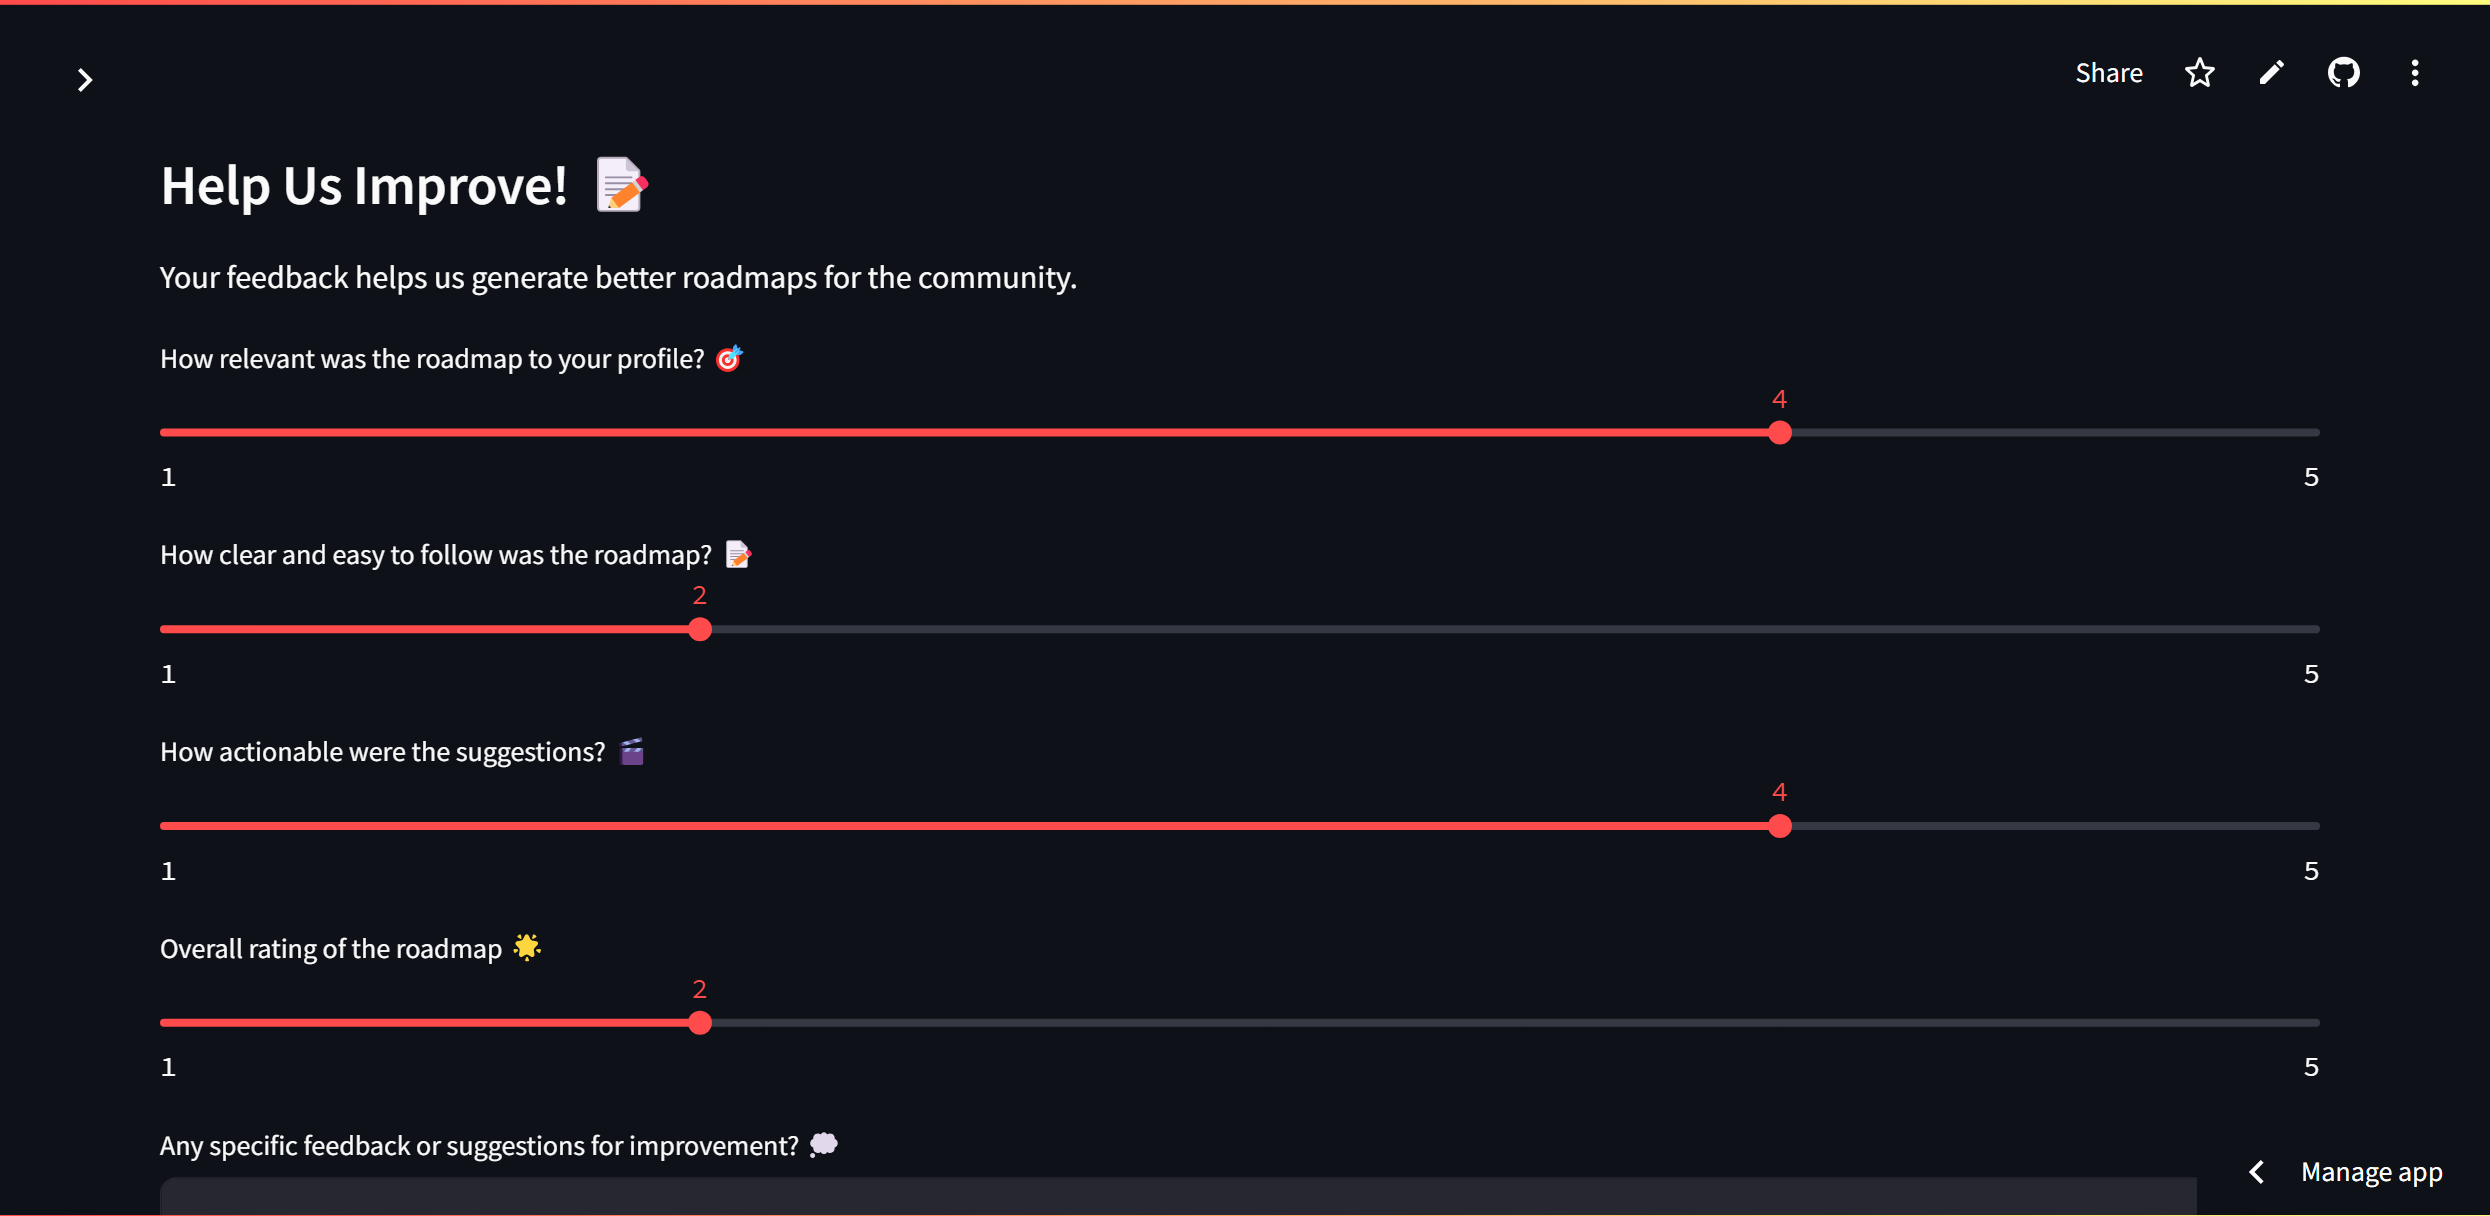 Share
Help Us Improve!
Your feedback helps us generate better roadmaps for the community.
How relevant was the roadmap to your profile?
4
1 5
How clear and easy to follow was the roadmap?
2
1 5
How actionable were the suggestions?
4
1 5
Overall rating of the roadmap
2
1 5
Any specific feedback or suggestions for improvement?
Manage app